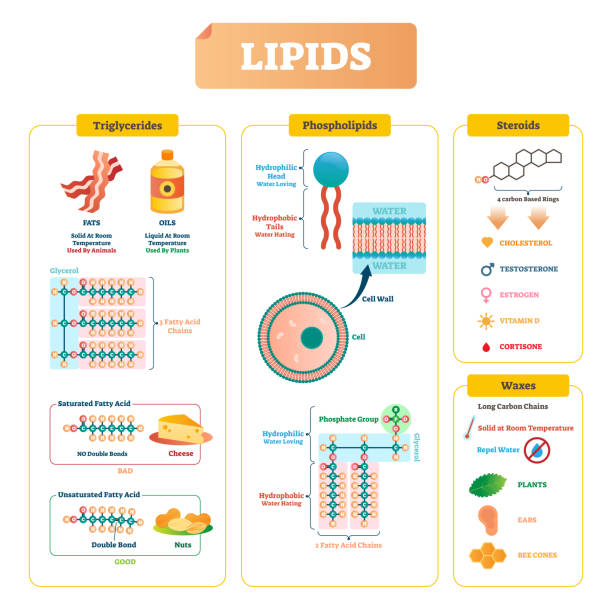 LIPIDS
Triglycerides
FATS
Solid At Room
Temperature
Used By Animals
OILS
Liquid At Room
Temperature
Used By Plants
Glycerol
3 Fatty Acid
Chains
Saturated Fatty Acid
NO Double Bonds
Cheese
BAD
Unsaturated Fatty Acid
Double Bond
Nuts
GOOD
Phospolipids
Hydrophilic
Head
Water Loving
Hydrophobic
Tails
Water Hating
WATER
WATER
Cell Wall
Cell
Phosphate Group
Hydrophilic
Water Loving
Glycerol
Hydrophobic
Water Hating
2 Fatty Acid Chains
Steroids
HO
4 carbon Based Rings
CHOLESTEROL
TESTOSTERONE
ESTROGEN
VITAMIN D
CORTISONE
Waxes
Long Carbon Chains
Solid at Room Temperature
Repel Water
PLANTS
EARS
BEE CONES